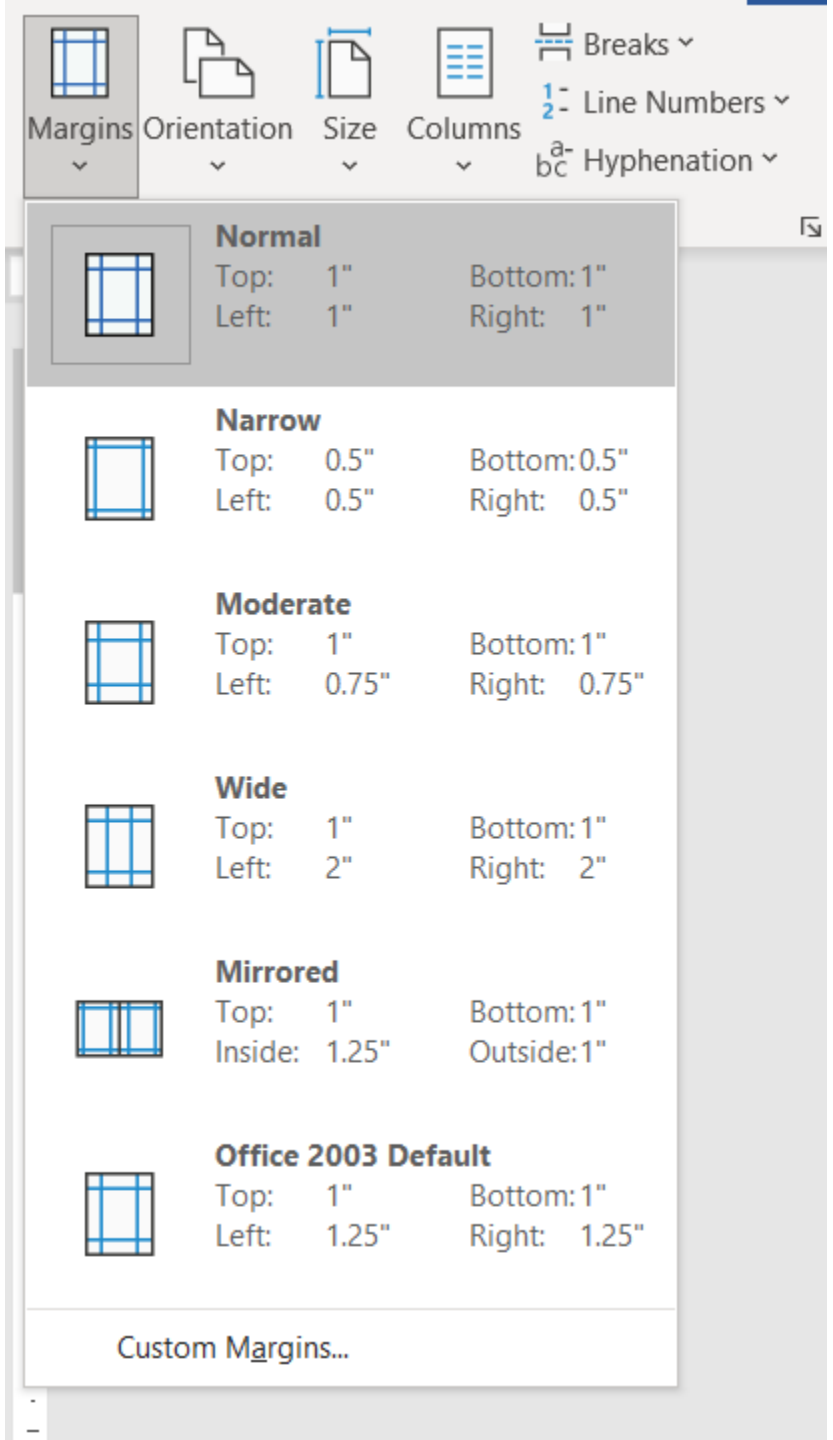 Margins Orientation Size Columns
Breaks
1 2 Line Numbers
a- bc Hyphenation
Normal
Top: 1" Bottom: 1"
Left: 1" Right: 1"
Narrow
Top: 0.5" Bottom: 0.5"
Left: 0.5" Right: 0.5"
Moderate
Top: 1" Bottom: 1"
Left: 0.75" Right: 0.75"
Wide
Top: 1" Bottom: 1"
Left: 2" Right: 2"
Mirrored
Top: 1" Bottom: 1"
Inside: 1.25" Outside: 1"
Office 2003 Default
Top: 1" Bottom: 1"
Left: 1.25" Right: 1.25"
Custom Margins...